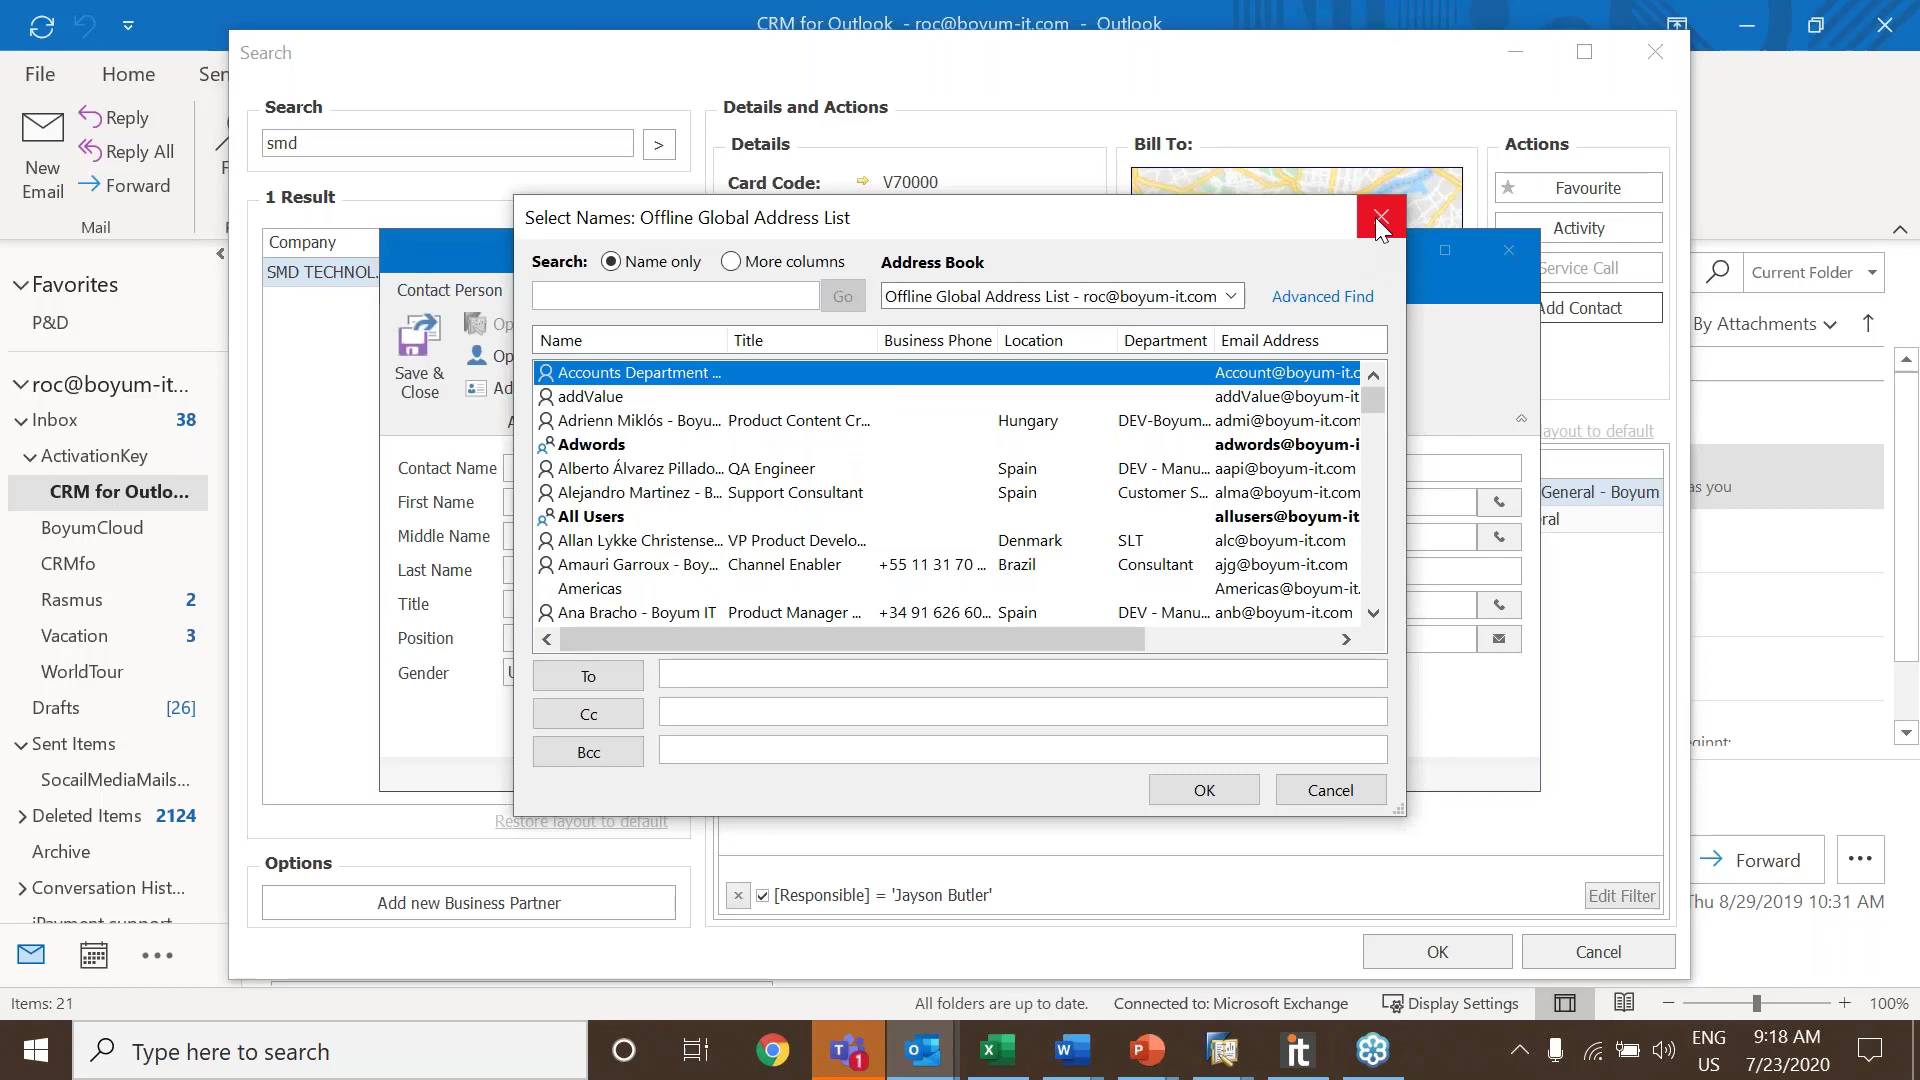 CRM for Outlook - roc@boyum-it.com - Outlook
File
Home
Sen
New
Email
Reply
Reply All
Forward
Mail
Search
Search
smd
>
1 Result
Company
SMD TECHNOL.
Details and Actions
Details
Card Code:
V70000
Bill To:
Actions
Favourite
Activity
Service Call
Add Contact
layout to default
General - Boyum
eral
Contact Person
Save &
Close
Op
Op
Ad
Contact Name
First Name
Middle Name
Last Name
Title
Position
Gender
Select Names: Offline Global Address List
Search:
Name only
More columns
Address Book
Go
Offline Global Address List - roc@boyum-it.com
Advanced Find
Name Title Business Phone Location Department Email Address
Accounts Department ... Account@boyum-it.c
addValue addValue@boyum-it
Adrienn Miklós - Boyu... Product Content Cr... Hungary DEV-Boyum... admi@boyum-it.com
Adwords adwords@boyum-i
Alberto Álvarez Pillado... QA Engineer Spain DEV - Manu... aapi@boyum-it.com
Alejandro Martinez - B... Support Consultant Spain Customer S... alma@boyum-it.com
All Users allusers@boyum-it
Allan Lykke Christense... VP Product Develo... Denmark SLT alc@boyum-it.com
Amauri Garroux - Boy... Channel Enabler +55 11 31 70 ... Brazil Consultant ajg@boyum-it.com
Americas Americas@boyum-it.
Ana Bracho - Boyum IT Product Manager ... +34 91 626 60... Spain DEV - Manu... anb@boyum-it.com
To
Cc
Bcc
OK
Cancel
Restore layout to default
Options
Add new Business Partner
[Responsible] = 'Jayson Butler'
Edit Filter
OK
Cancel
Favorites
P&D
roc@boyum-it...
Inbox 38
ActivationKey
CRM for Outlo...
BoyumCloud
CRMfo
Rasmus 2
Vacation 3
WorldTour
Drafts [26]
Sent Items
SocailMediaMails...
Deleted Items 2124
Archive
Conversation Hist...
iPayment support
Current Folder
By Attachments
as you
Forward
Thu 8/29/2019 10:31 AM
Items: 21
All folders are up to date.
Connected to: Microsoft Exchange
Display Settings
100%
Type here to search
1
it
ENG
US
9:18 AM
7/23/2020